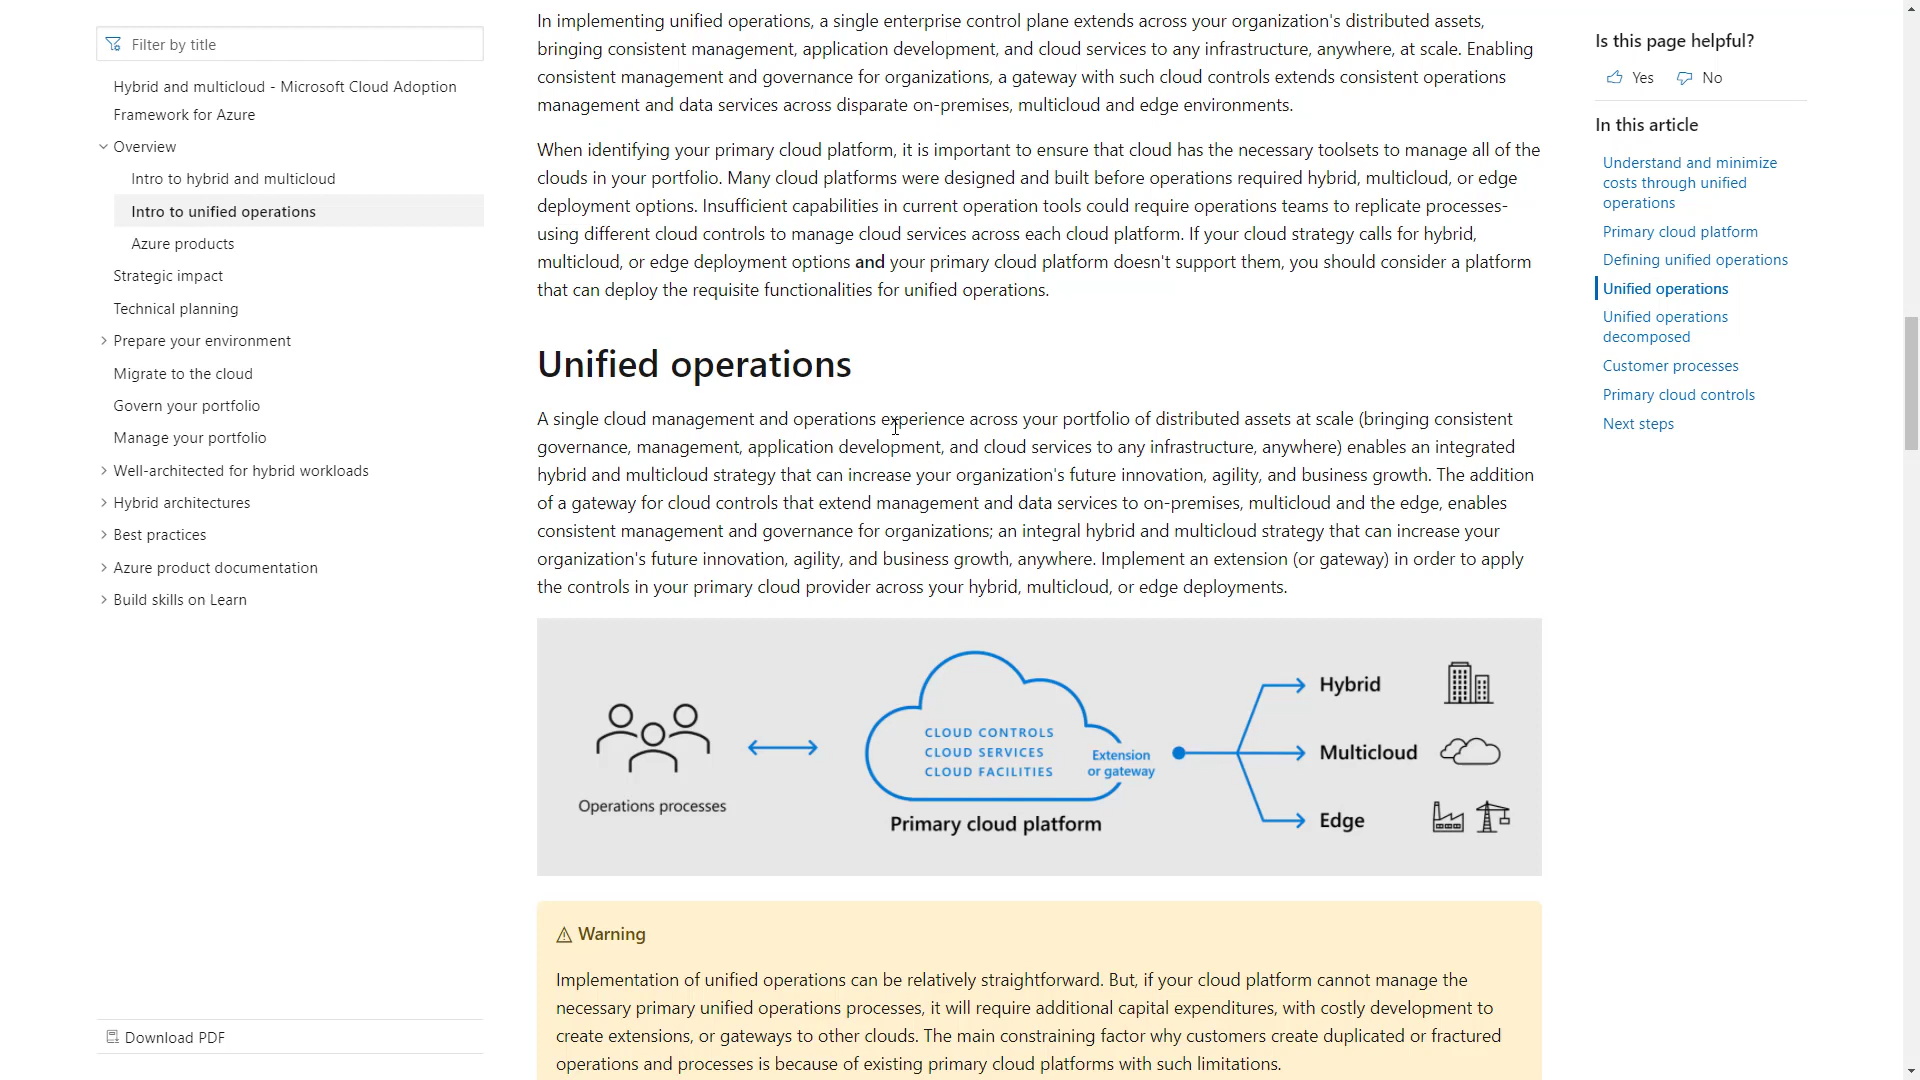 Filter by title
Hybrid and multicloud - Microsoft Cloud Adoption
Framework for Azure
Overview
Intro to hybrid and multicloud
Intro to unified operations
Azure products
Strategic impact
Technical planning
Prepare your environment
Migrate to the cloud
Govern your portfolio
Manage your portfolio
Well-architected for hybrid workloads
Hybrid architectures
Best practices
Azure product documentation
Build skills on Learn
Download PDF
In implementing unified operations, a single enterprise control plane extends across your organization's distributed assets,
bringing consistent management, application development, and cloud services to any infrastructure, anywhere, at scale. Enabling
consistent management and governance for organizations, a gateway with such cloud controls extends consistent operations
management and data services across disparate on-premises, multicloud and edge environments.
When identifying your primary cloud platform, it is important to ensure that cloud has the necessary toolsets to manage all of the
clouds in your portfolio. Many cloud platforms were designed and built before operations required hybrid, multicloud, or edge
deployment options. Insufficient capabilities in current operation tools could require operations teams to replicate processes-
using different cloud controls to manage cloud services across each cloud platform. If your cloud strategy calls for hybrid,
multicloud, or edge deployment options and your primary cloud platform doesn't support them, you should consider a platform
that can deploy the requisite functionalities for unified operations.
Unified operations
A single cloud management and operations experience across your portfolio of distributed assets at scale (bringing consistent
governance, management, application development, and cloud services to any infrastructure, anywhere) enables an integrated
hybrid and multicloud strategy that can increase your organization's future innovation, agility, and business growth. The addition
of a gateway for cloud controls that extend management and data services to on-premises, multicloud and the edge, enables
consistent management and governance for organizations; an integral hybrid and multicloud strategy that can increase your
organization's future innovation, agility, and business growth, anywhere. Implement an extension (or gateway) in order to apply
the controls in your primary cloud provider across your hybrid, multicloud, or edge deployments.
Operations processes
CLOUD CONTROLS
CLOUD SERVICES
CLOUD FACILITIES
Extension
or gateway
Primary cloud platform
Hybrid
Multicloud
Edge
Warning
Implementation of unified operations can be relatively straightforward. But, if your cloud platform cannot manage the
necessary primary unified operations processes, it will require additional capital expenditures, with costly development to
create extensions, or gateways to other clouds. The main constraining factor why customers create duplicated or fractured
operations and processes is because of existing primary cloud platforms with such limitations.
Is this page helpful?
Yes No
In this article
Understand and minimize
costs through unified
operations
Primary cloud platform
Defining unified operations
Unified operations
Unified operations
decomposed
Customer processes
Primary cloud controls
Next steps